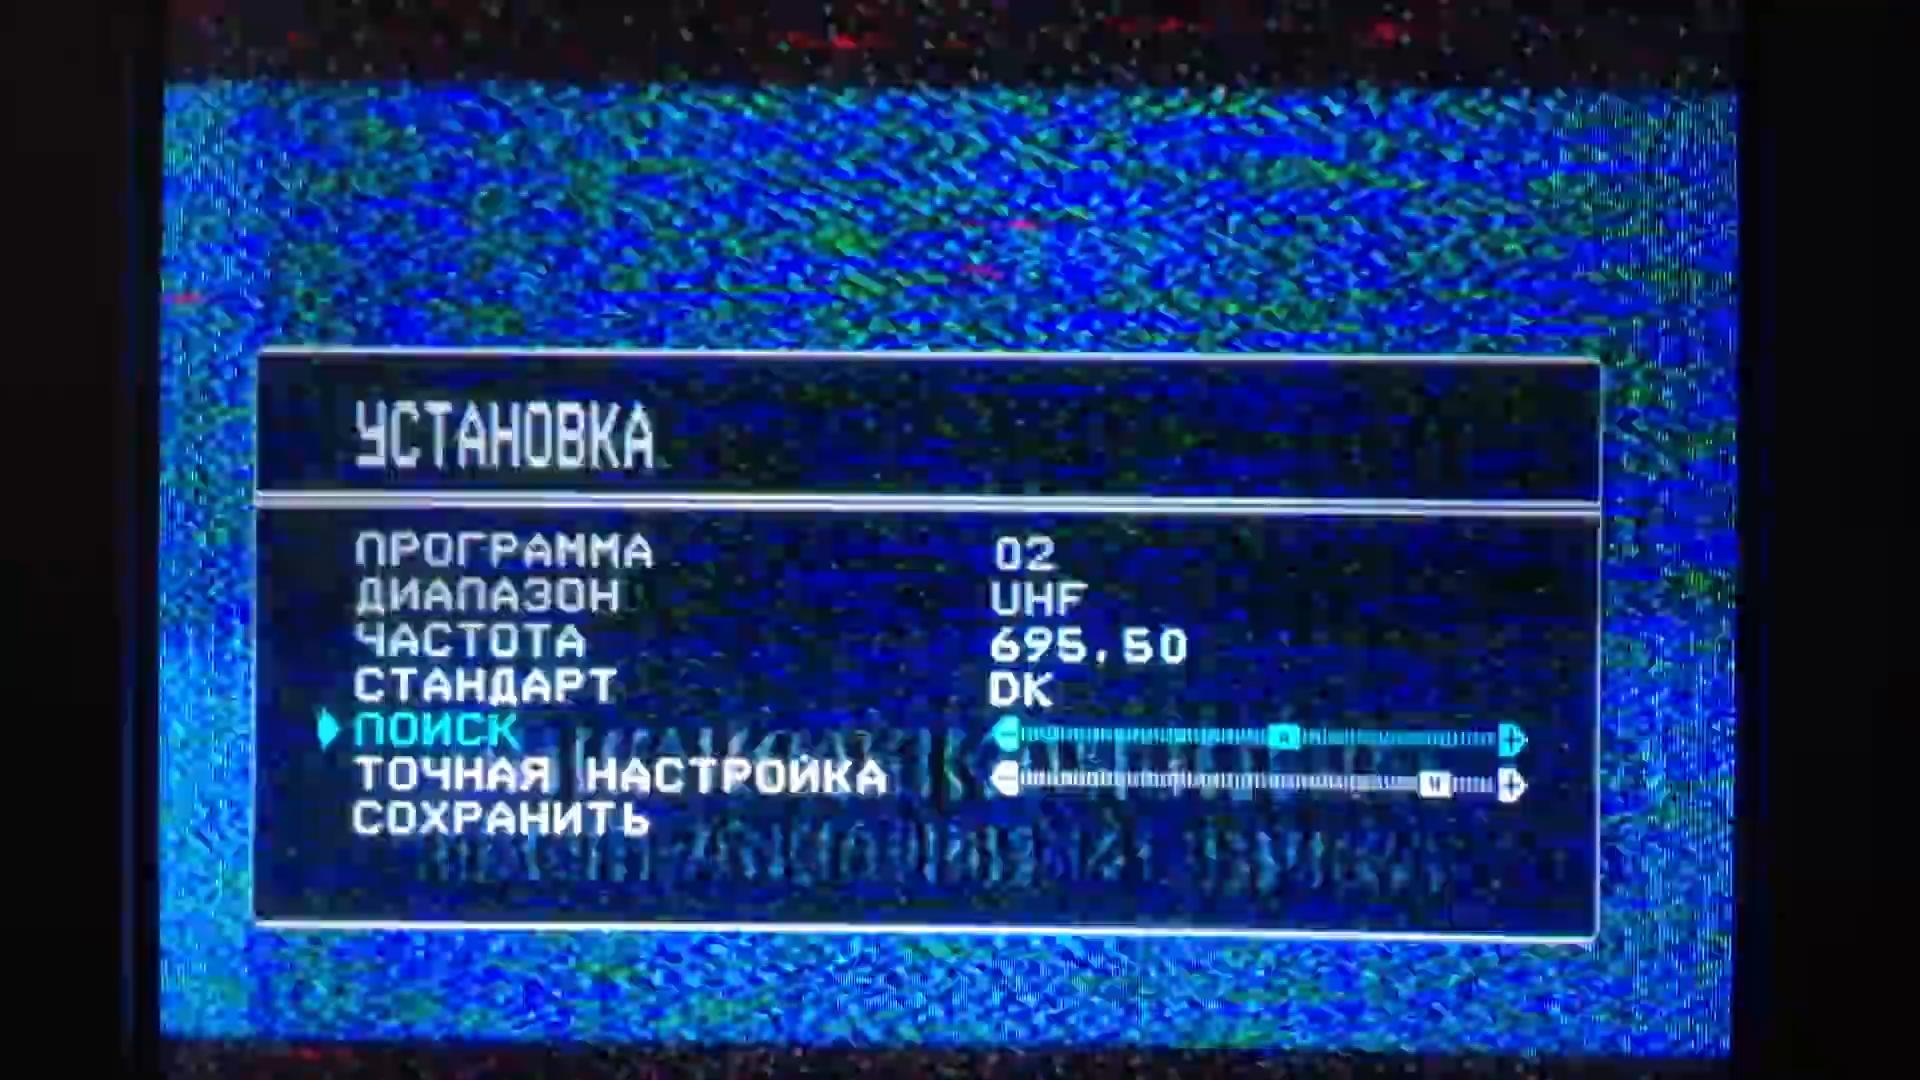 УСТАНОВКА
ПРОГРАММА 02
ДИАПАЗОН UHF
ЧАСТОТА 695,50
СТАНДАРТ DK
ПОИСК
ТОЧНАЯ НАСТРОЙКА
СОХРАНИТЬ